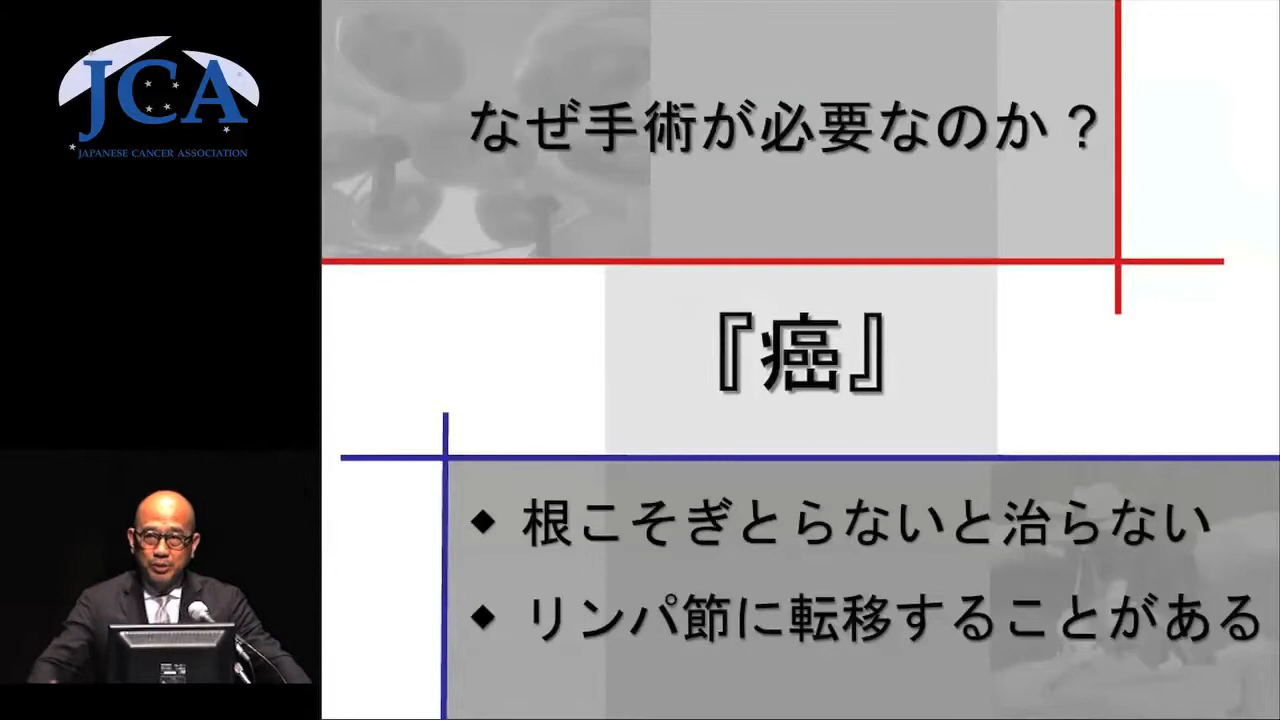 JCA
JAPANESE CANCER ASSOCIATION
なぜ手術が必要なのか？
『癌』
◆ 根こそぎとらないと治らない
◆ リンパ節に転移することがある